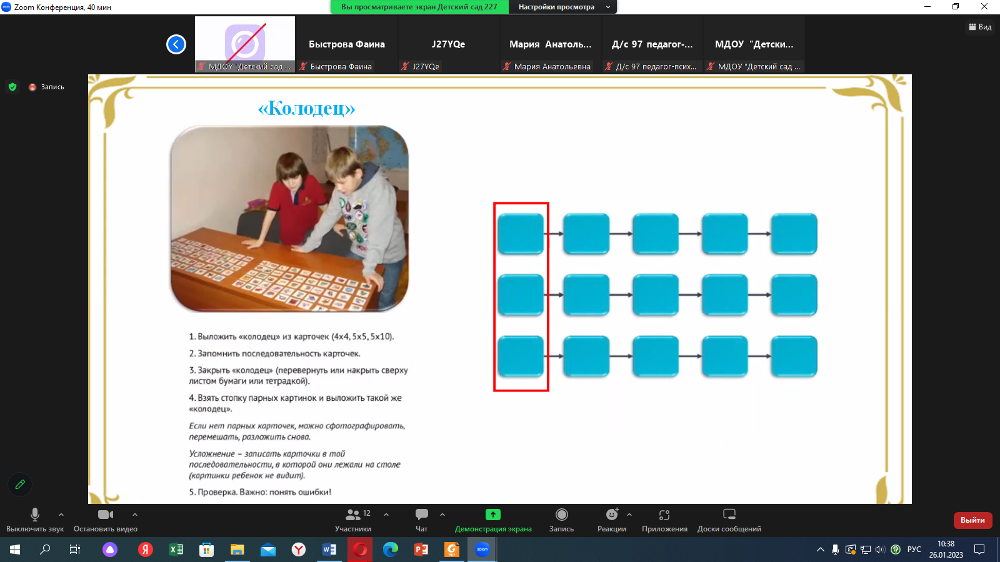 Zoom Конференция, 40 мин
Вы просматриваете экран Детский сад 227
Настройки просмотра
Вид
Быстрова Фаина
J27YQe
Мария Анатоль...
Д/с 97 педагог-...
МДОУ "Детски...
МДОУ "Детский сад ...
Быстрова Фаина
J27YQe
Мария Анатольевна
Д/с 97 педагог-псих...
МДОУ "Детский сад ...
Запись
«Колодец»
1. Выложить «колодец» из карточек (4х4, 5х5, 5х10).
2. Запомнить последовательность карточек.
3. Закрыть «колодец» (перевернуть или накрыть сверху
листом бумаги или тетрадкой).
4. Взять стопку парных картинок и выложить такой же
«колодец».
Если нет парных карточек, можно сфотографировать,
перемешать, разложить снова.
Усложнение – записать карточки в той
последовательности, в которой они лежали на столе
(картинки ребенок не видит).
5. Проверка. Важно: понять ошибки!
Выключить звук
Остановить видео
12
Участники
Чат
Демонстрация экрана
Запись
Реакции
Приложения
Доски сообщений
Выйти
РУС
10:38
26.01.2023